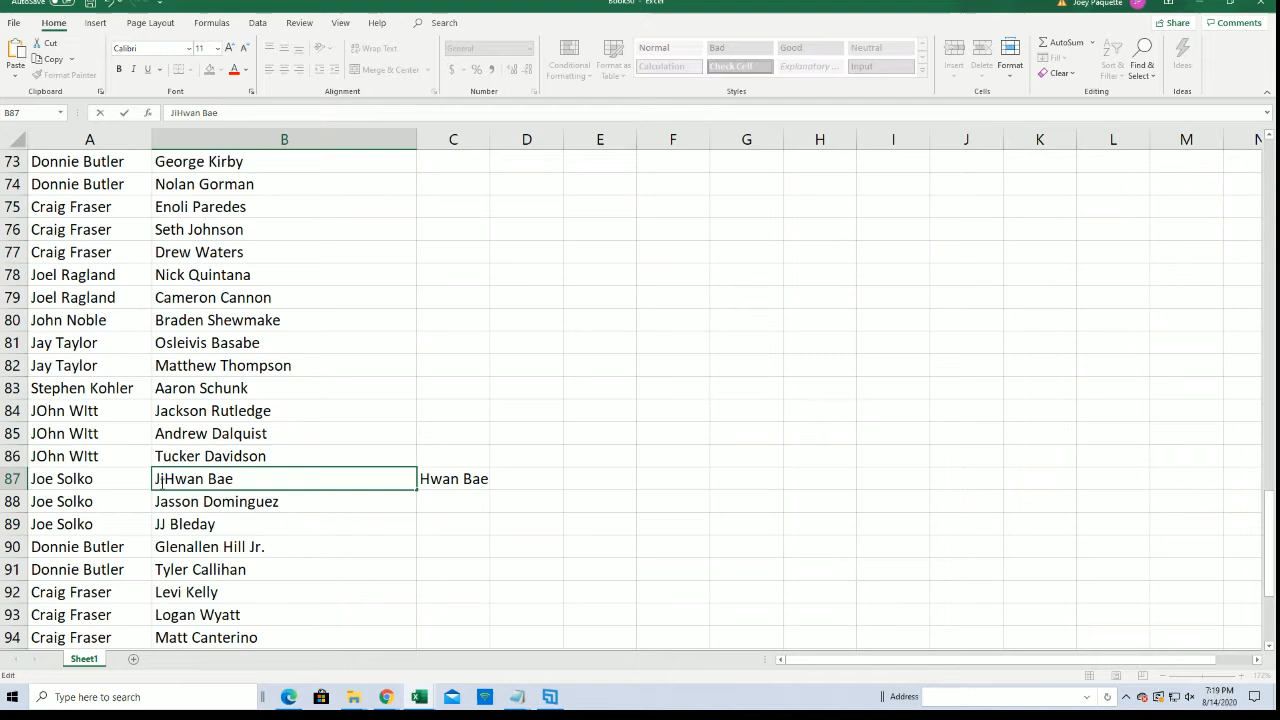 AutoSave
Book30 - Excel
Joey Paquette
JP
File Home Insert Page Layout Formulas Data Review View Help Search Share Comments
Paste Cut Copy Format Painter
Calibri 11 A A
B I U A
Wrap Text
Merge & Center
General
$ % ,
Conditional Formatting Format as Table
Normal Bad Good Neutral
Calculation Check Cell Explanatory ... Input
Insert Delete Format
AutoSum Fill Clear
Sort & Filter Find & Select
Ideas
Clipboard Font Alignment Number Styles Cells Editing Ideas
B87 fx JiHwan Bae
A B C D E F G H I J K L M N
73 Donnie Butler George Kirby
74 Donnie Butler Nolan Gorman
75 Craig Fraser Enoli Paredes
76 Craig Fraser Seth Johnson
77 Craig Fraser Drew Waters
78 Joel Ragland Nick Quintana
79 Joel Ragland Cameron Cannon
80 John Noble Braden Shewmake
81 Jay Taylor Osleivis Basabe
82 Jay Taylor Matthew Thompson
83 Stephen Kohler Aaron Schunk
84 JOhn WItt Jackson Rutledge
85 JOhn WItt Andrew Dalquist
86 JOhn WItt Tucker Davidson
87 Joe Solko JiHwan Bae Hwan Bae
88 Joe Solko Jasson Dominguez
89 Joe Solko JJ Bleday
90 Donnie Butler Glenallen Hill Jr.
91 Donnie Butler Tyler Callihan
92 Craig Fraser Levi Kelly
93 Craig Fraser Logan Wyatt
94 Craig Fraser Matt Canterino
Sheet1
Edit
172%
Type here to search
Address
7:19 PM
8/14/2020